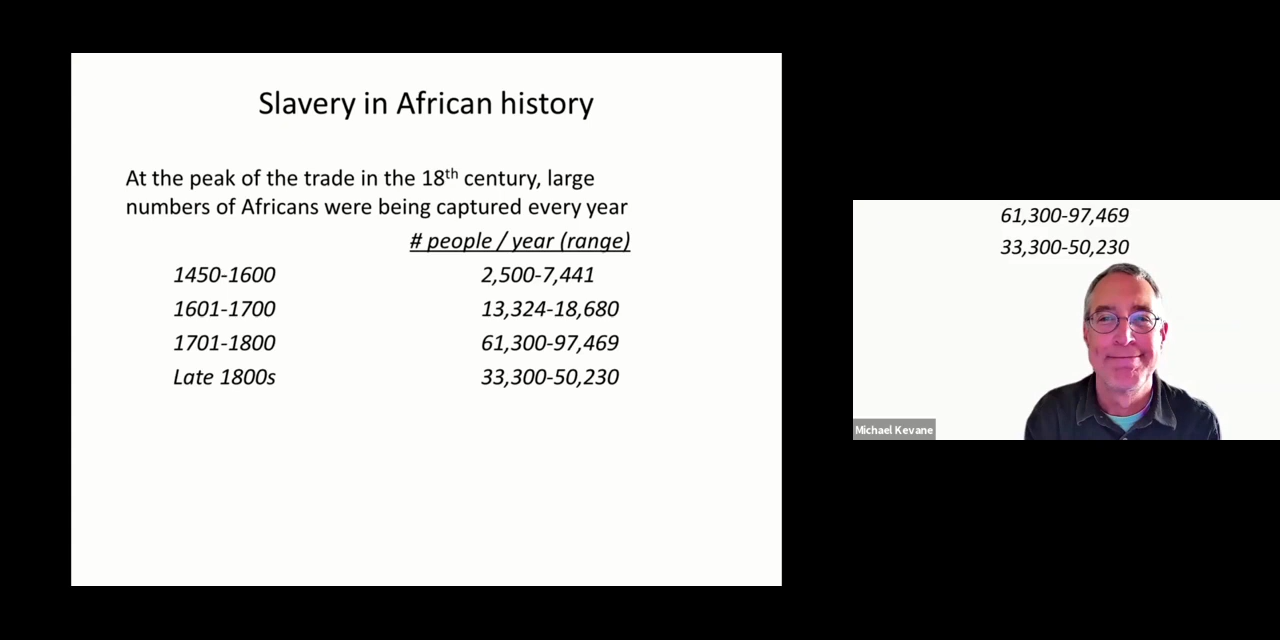 Slavery in African history
At the peak of the trade in the 18th century, large
numbers of Africans were being captured every year
# people / year (range)
1450-1600 2,500-7,441
1601-1700 13,324-18,680
1701-1800 61,300-97,469
Late 1800s 33,300-50,230
61,300-97,469
33,300-50,230
Michael Kevane